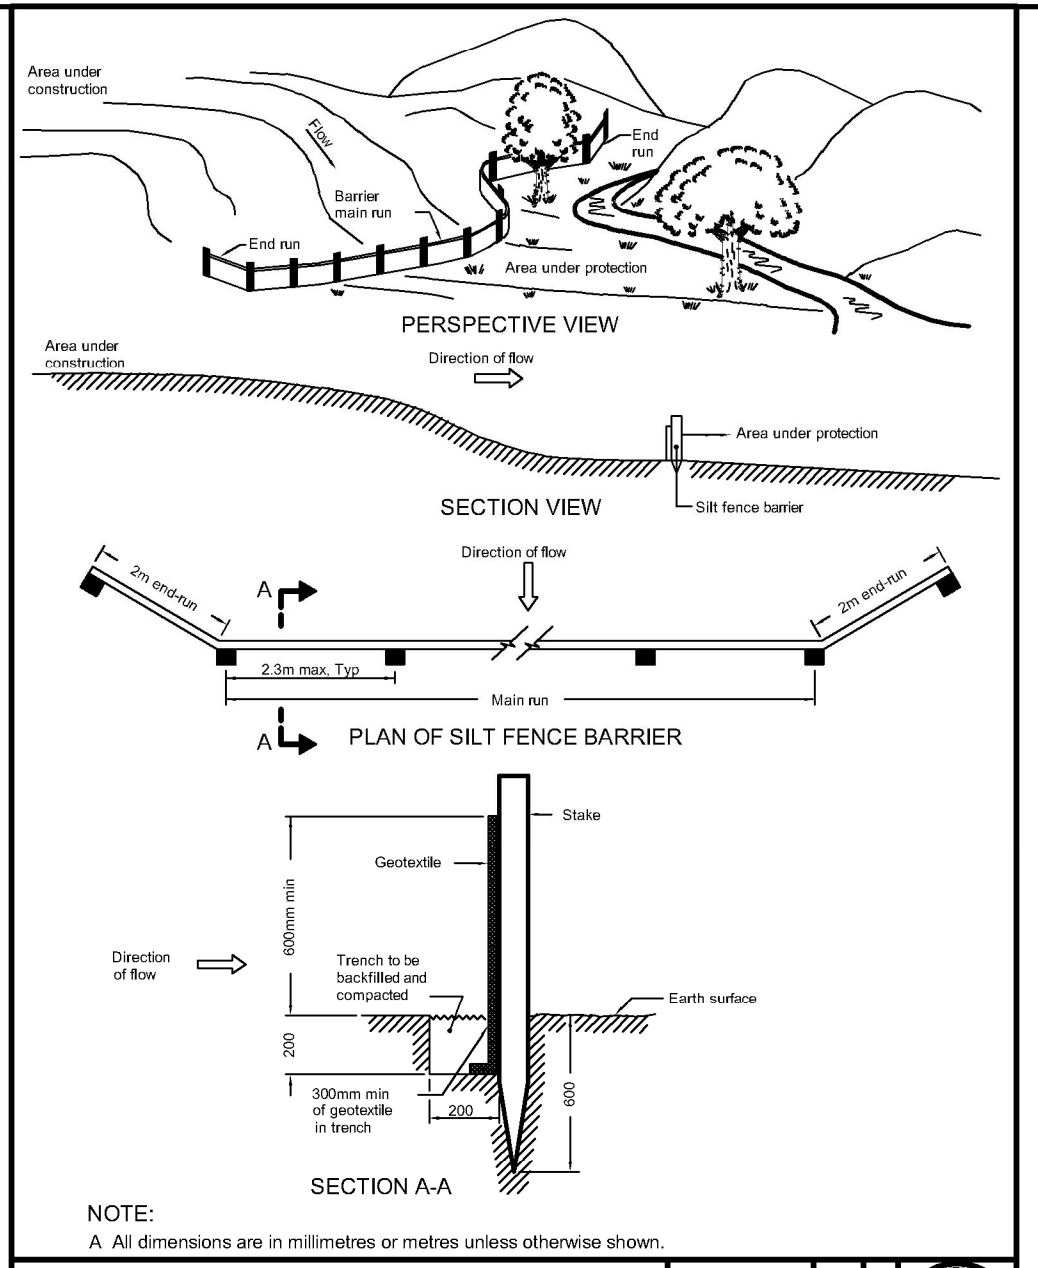 Area under
construction
Flow
End
run
Barrier
main run
End run
Area under protection
PERSPECTIVE VIEW
Area under
construction
Direction of flow
Area under protection
SECTION VIEW
Silt fence barrier
Direction of flow
2m end-run
A
2m end-run
2.3m max, Typ
Main run
A
PLAN OF SILT FENCE BARRIER
Stake
Geotextile
600mm min
Direction
of flow
Trench to be
backfilled and
compacted
Earth surface
200
300mm min
of geotextile
in trench
200
600
SECTION A-A
NOTE:
A All dimensions are in millimetres or metres unless otherwise shown.